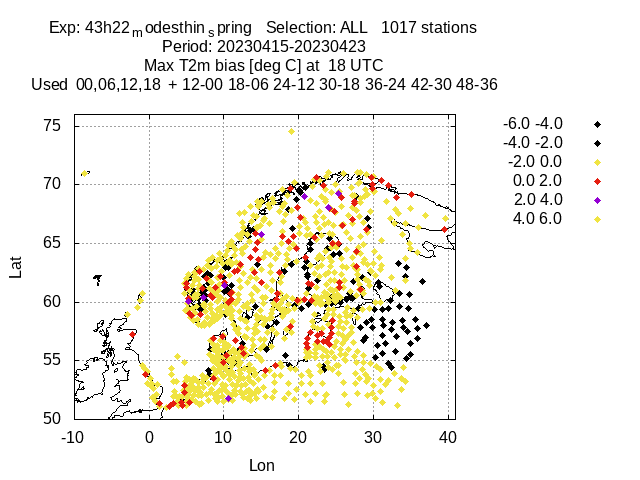 Exp: 43h22modesthinspring Selection: ALL 1017 stations
Period: 20230415-20230423
Max T2m bias [deg C] at 18 UTC
Used 00,06,12,18 + 12-00 18-06 24-12 30-18 36-24 42-30 48-36
75
70
65
60
55
50
Lat
-10 0 10 20 30 40
Lon
-6.0 -4.0
-4.0 -2.0
-2.0 0.0
0.0 2.0
2.0 4.0
4.0 6.0